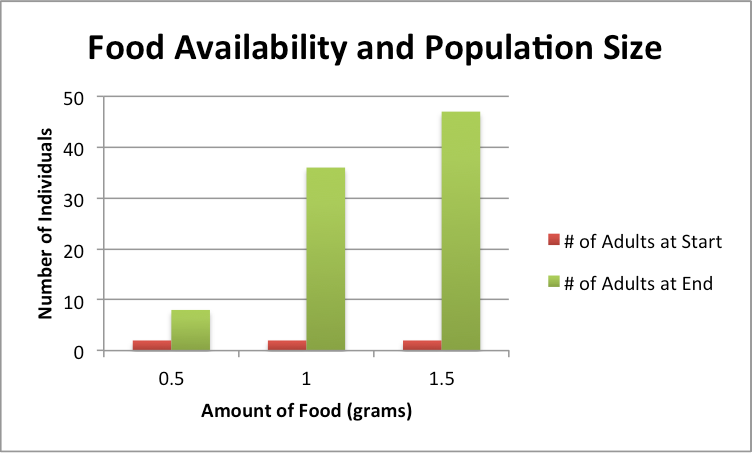 Food Availability and Population Size
50
40
30
20
10
0
Number of Individuals
0.5 1 1.5
Amount of Food (grams)
# of Adults at Start
# of Adults at End